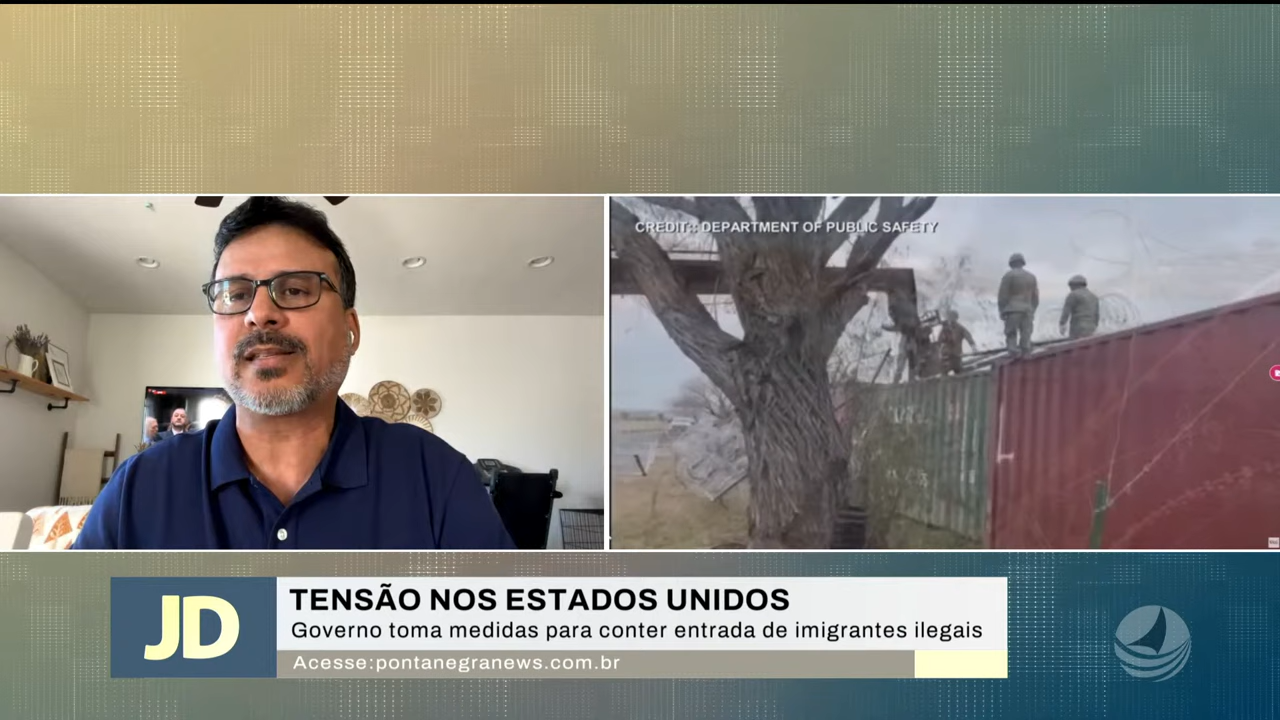 CREDIT: DEPARTMENT OF PUBLIC SAFETY
JD
TENSÃO NOS ESTADOS UNIDOS
Governo toma medidas para conter entrada de imigrantes ilegais
Acesse:pontanegranews.com.br